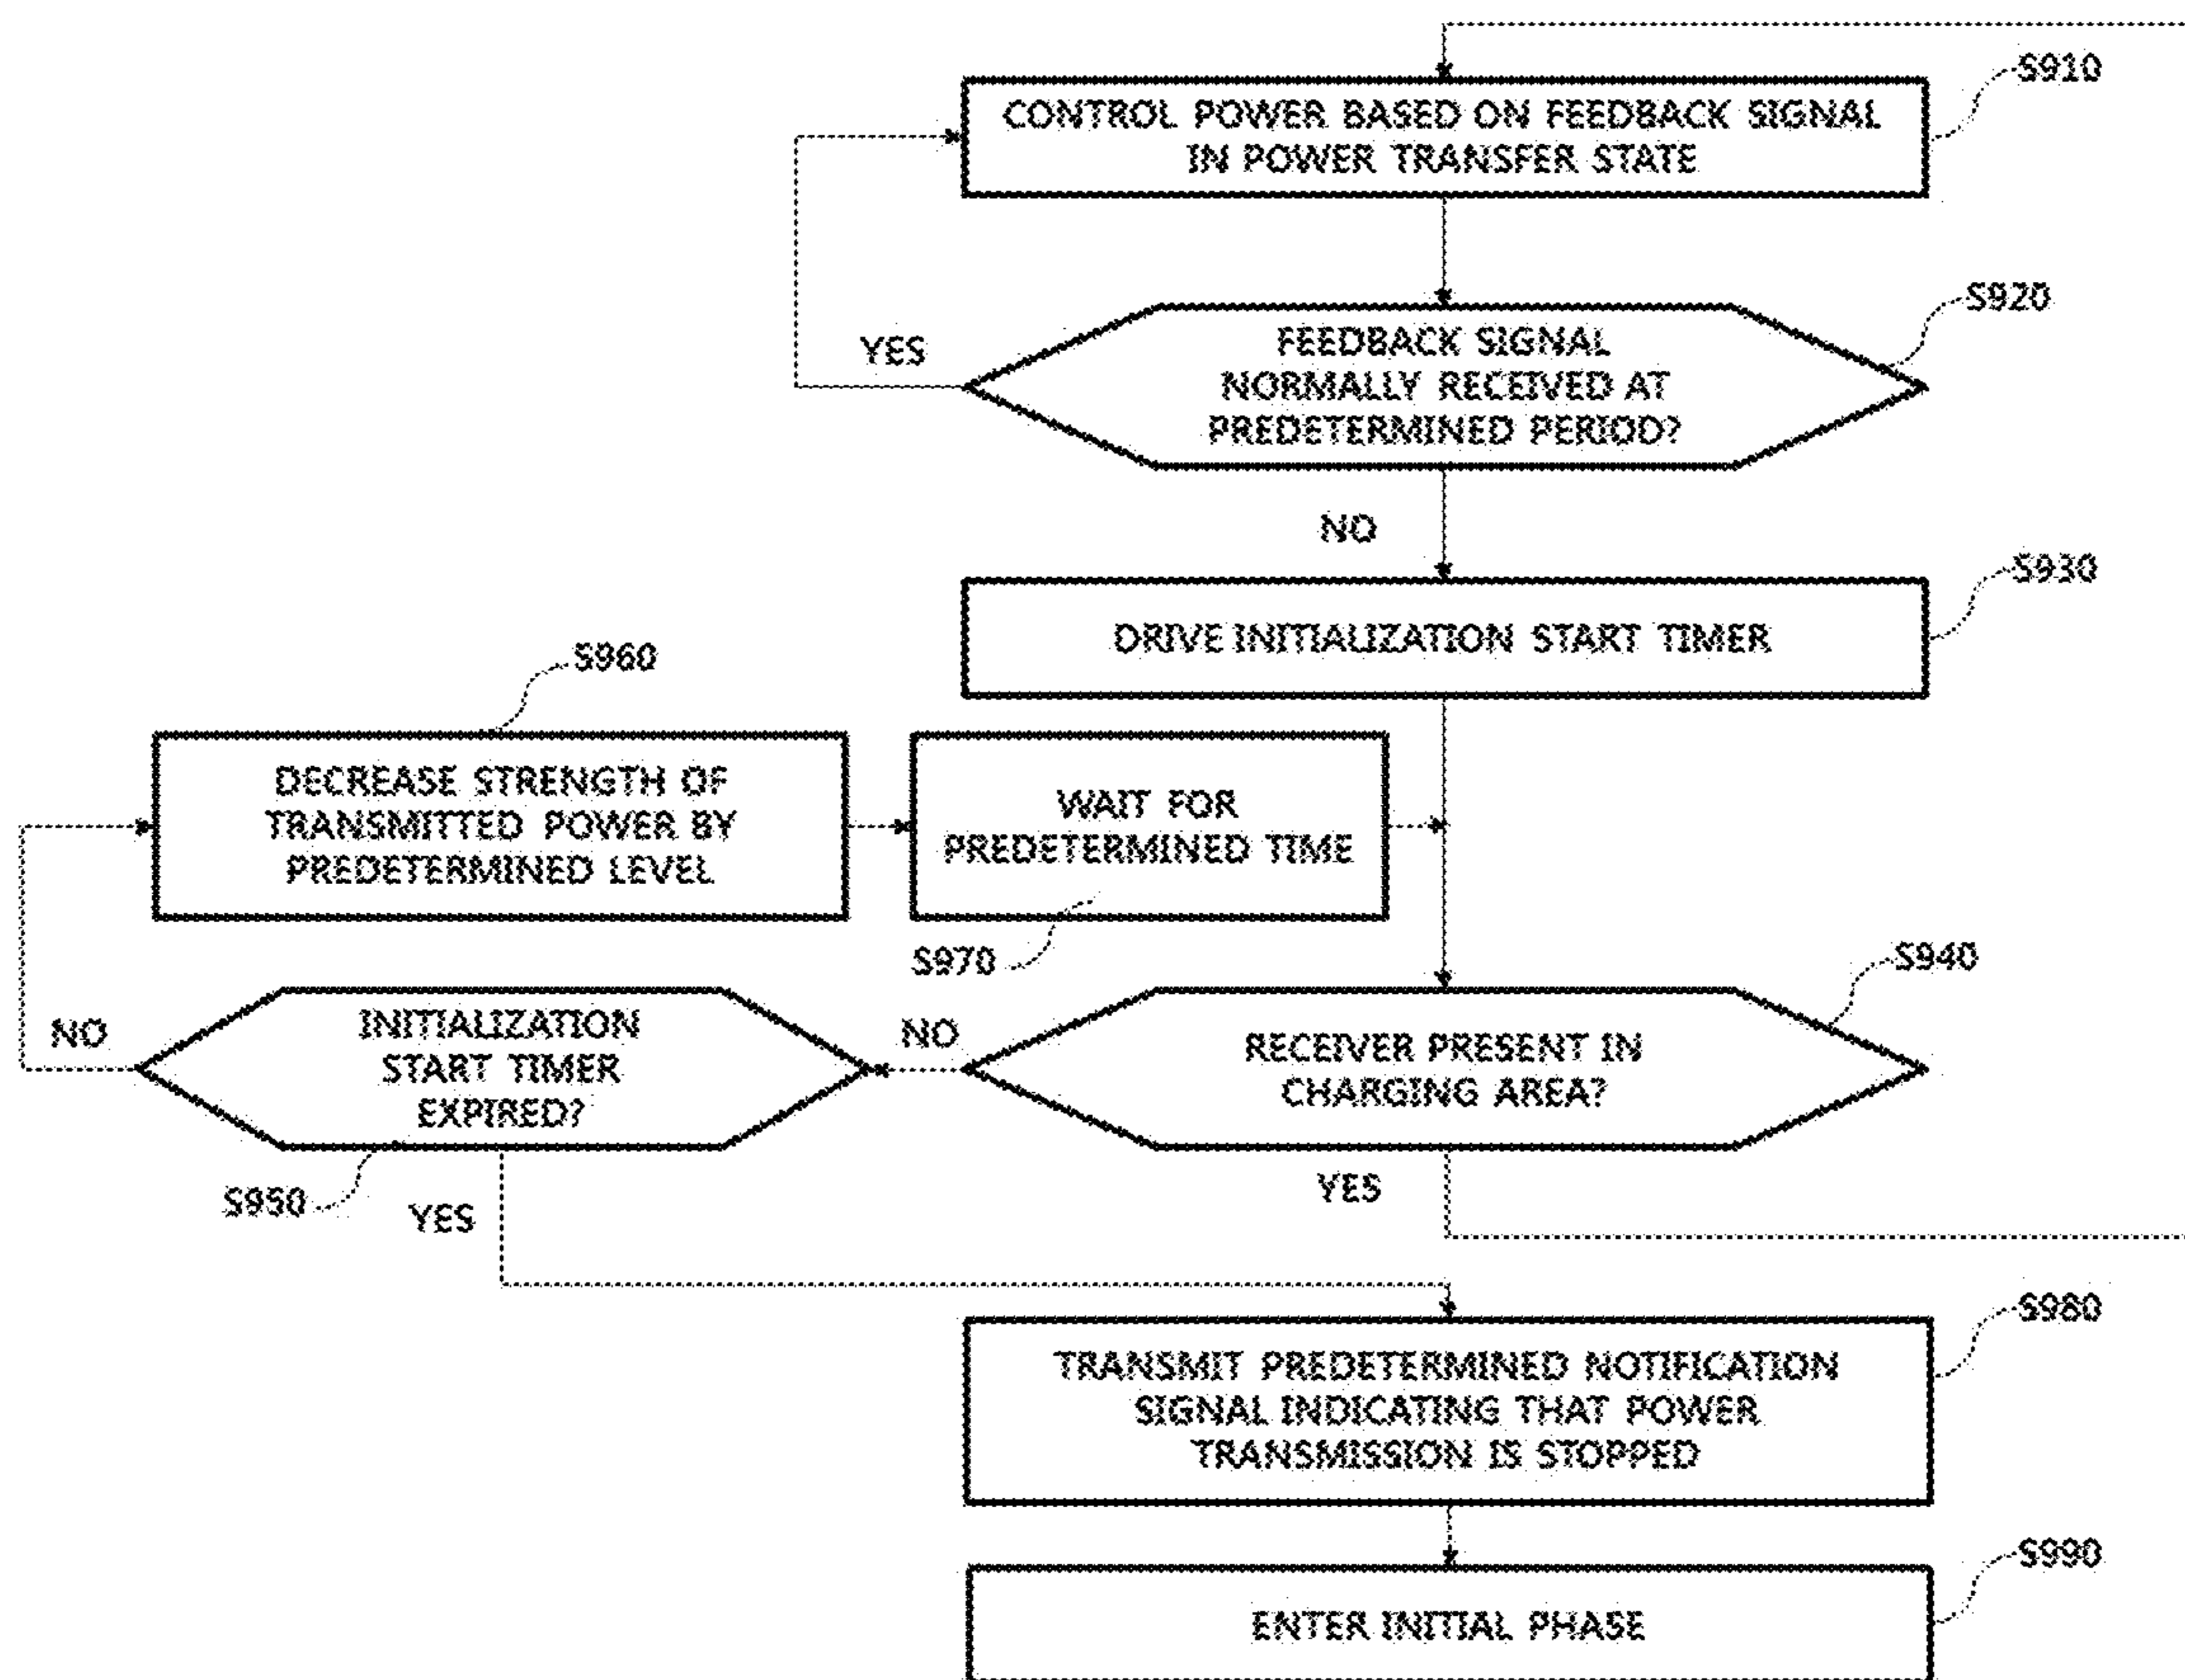 S910
CONTROL POWER BASED ON FEEDBACK SIGNAL
IN POWER TRANSFER STATE
S920
YES
FEEDBACK SIGNAL
NORMALLY RECEIVED AT
PREDETERMINED PERIOD?
NO
S930
DRIVE INITIALIZATION START TIMER
S960
DECREASE STRENGTH OF
TRANSMITTED POWER BY
PREDETERMINED LEVEL
WAIT FOR
PREDETERMINED TIME
S970
S940
NO
INITIALIZATION
START TIMER
EXPIRED?
NO
RECEIVER PRESENT IN
CHARGING AREA?
S950
YES
YES
S980
TRANSMIT PREDETERMINED NOTIFICATION
SIGNAL INDICATING THAT POWER
TRANSMISSION IS STOPPED
S990
ENTER INITIAL PHASE